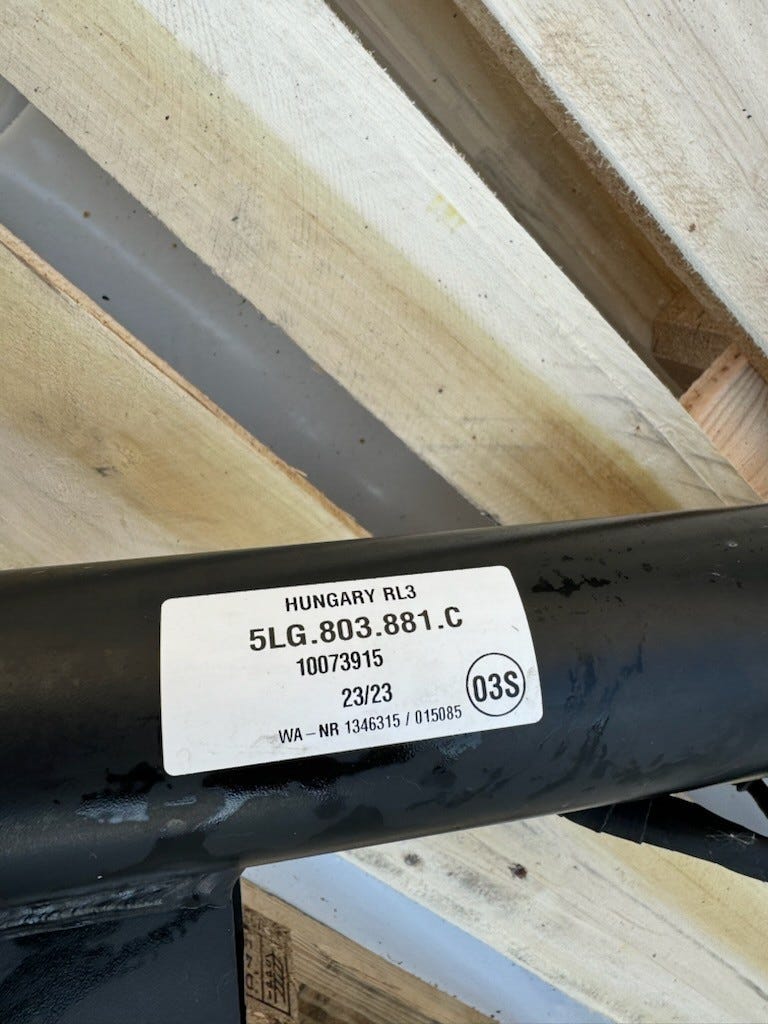 HUNGARY RL3
5LG.803.881.C
10073915
23/23
03S
WA – NR 1346315 / 015085